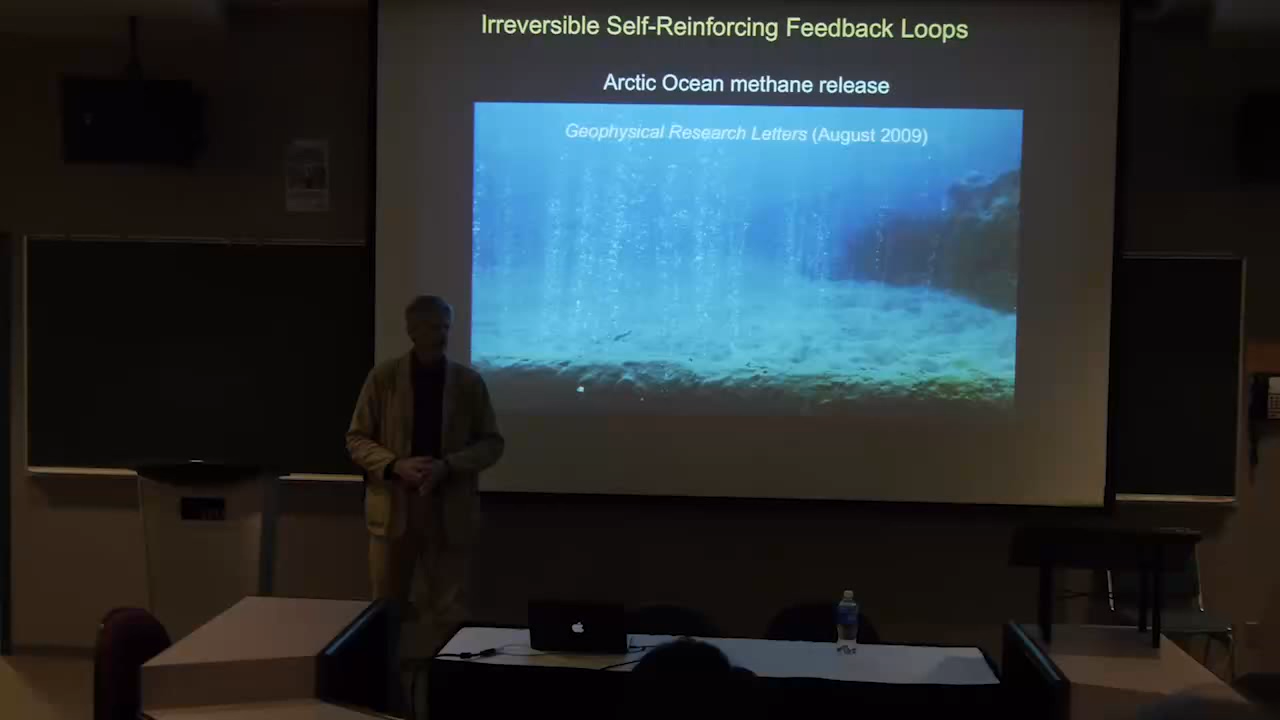 Irreversible Self-Reinforcing Feedback Loops
Arctic Ocean methane release
Geophysical Research Letters (August 2009)